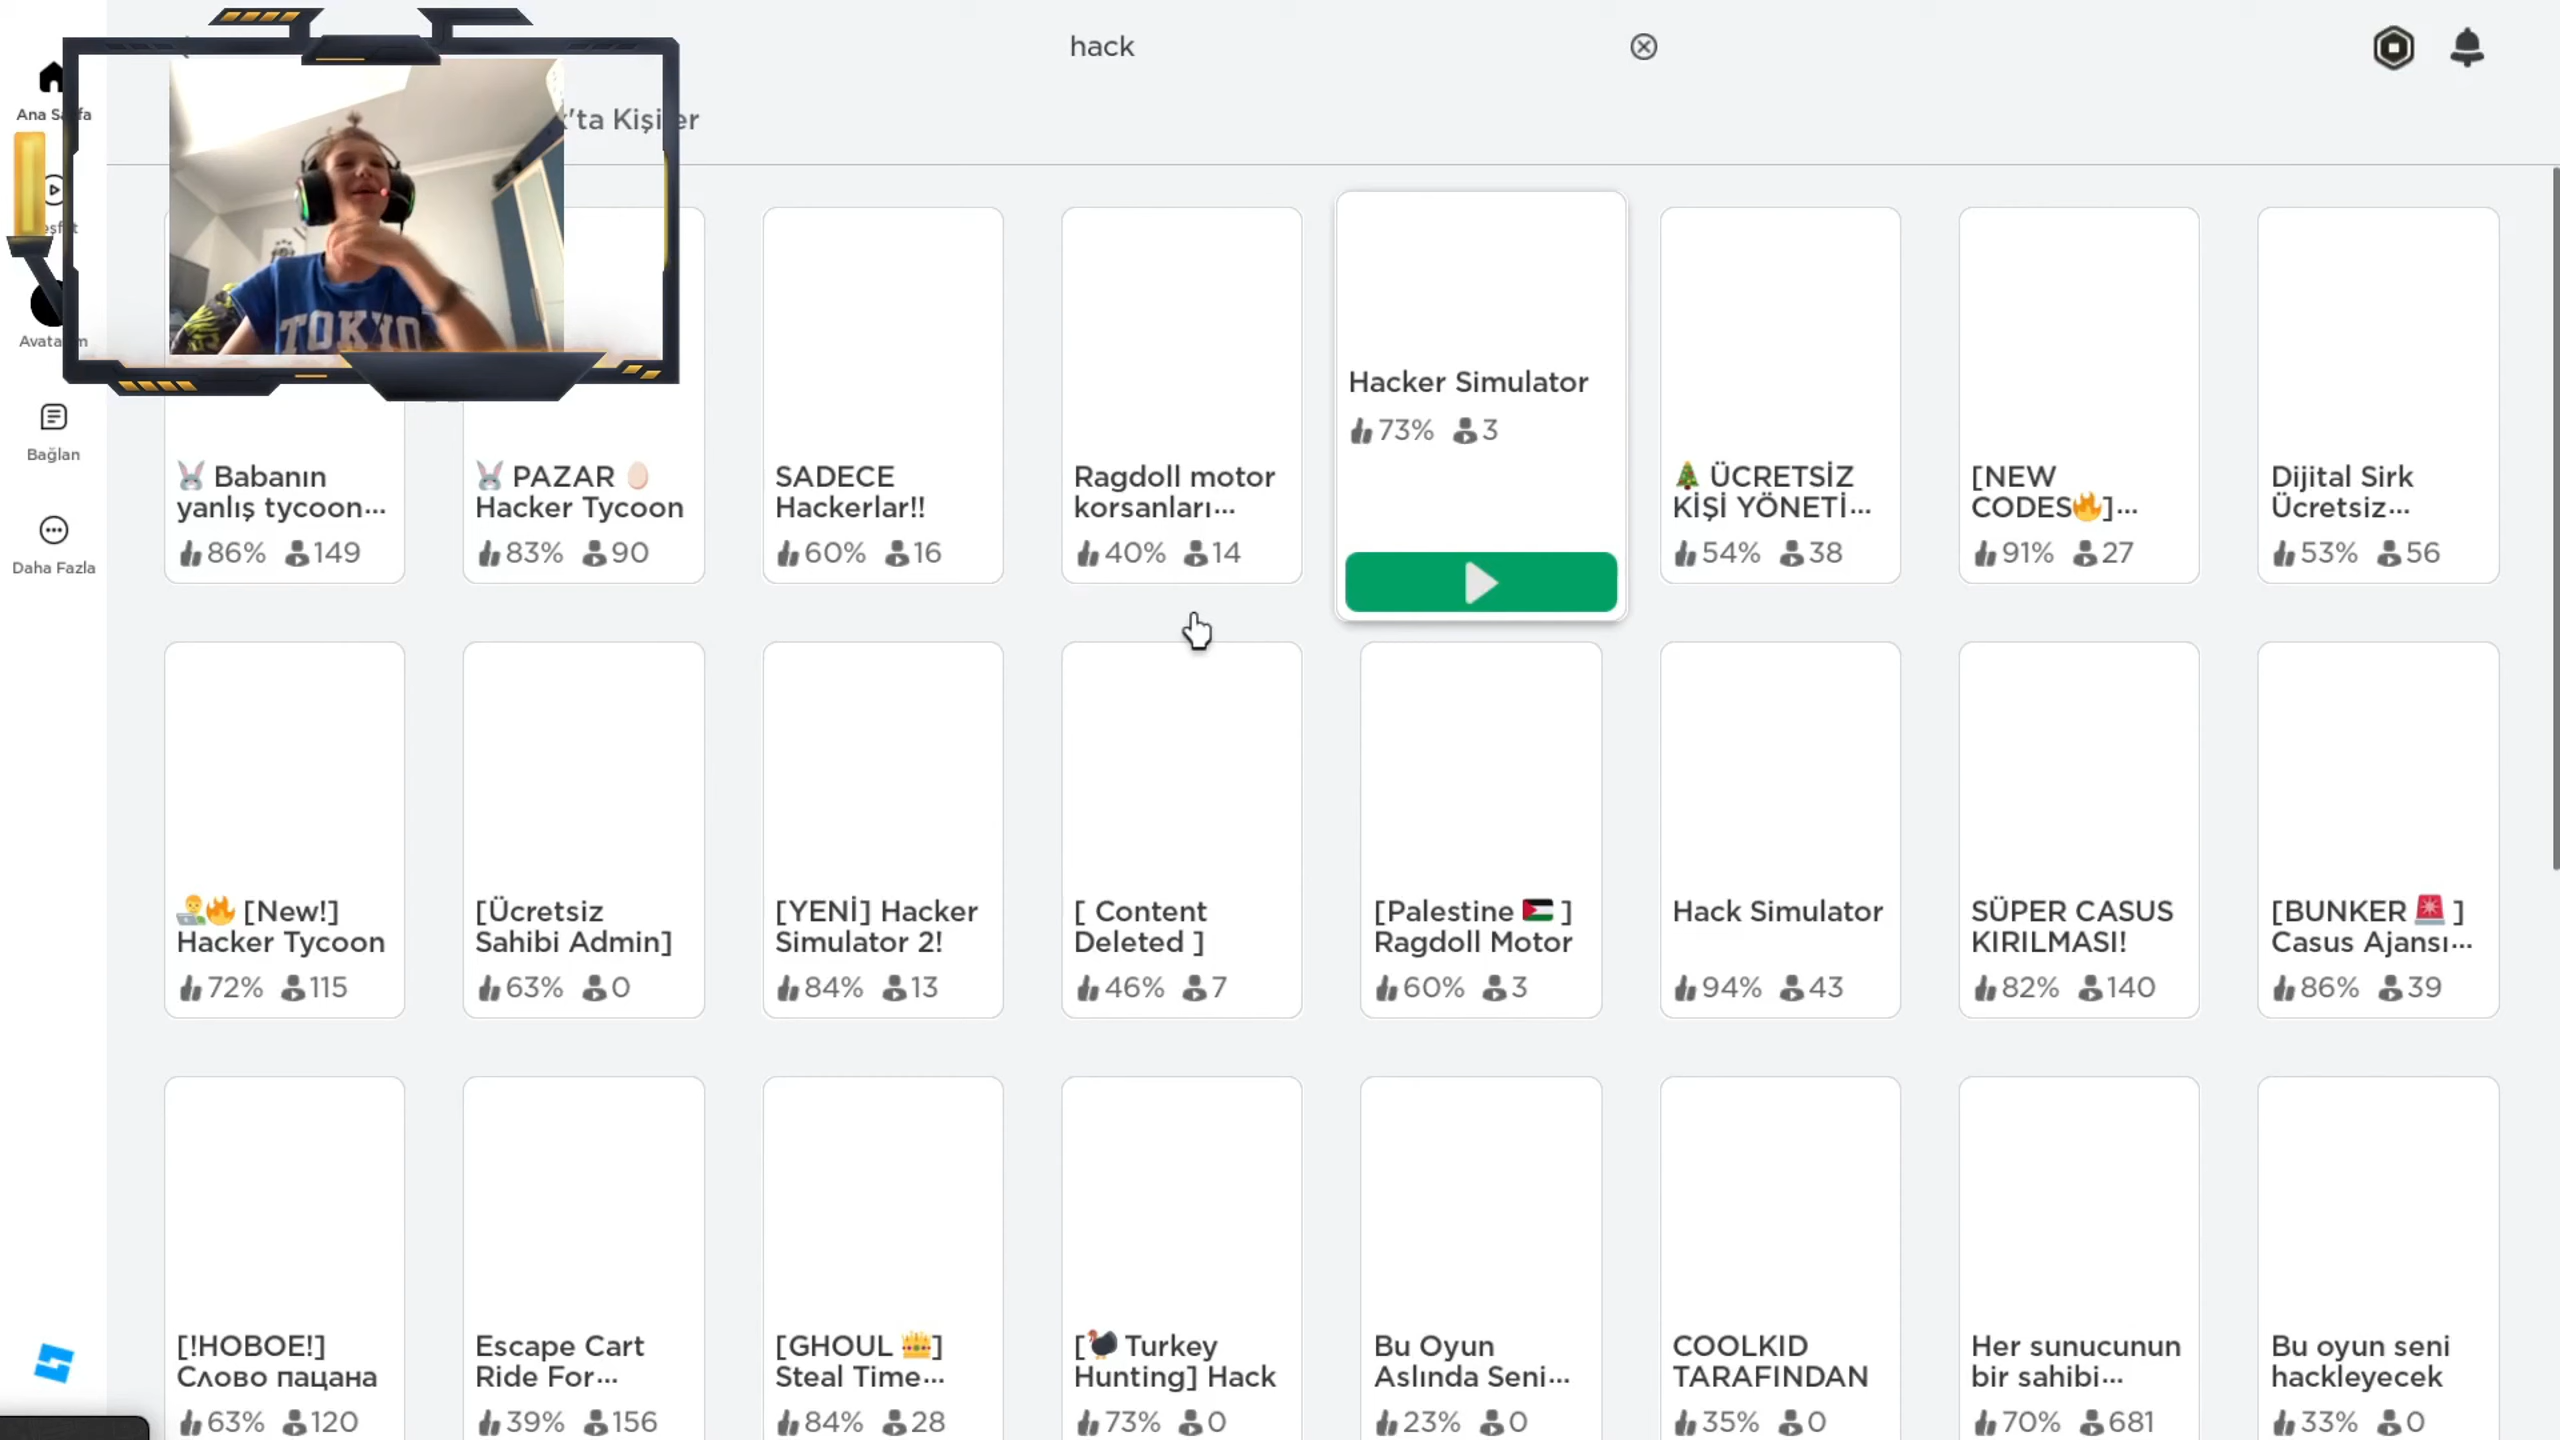 hack
Ana Sayfa
x'ta Kişiler
TOKYO
Avatarım
Bağlan
Daha Fazla
🐰 Babanın
yanlış tycoon...
86% 149
🐰 PAZAR 🥚
Hacker Tycoon
83% 90
SADECE
Hackerlar!!
60% 16
Ragdoll motor
korsanları...
40% 14
Hacker Simulator
73% 3
🎄 ÜCRETSİZ
KİŞİ YÖNETİ...
54% 38
[NEW
CODES🔥]...
91% 27
Dijital Sirk
Ücretsiz...
53% 56
👨‍💻🔥 [New!]
Hacker Tycoon
72% 115
[Ücretsiz
Sahibi Admin]
63% 0
[YENİ] Hacker
Simulator 2!
84% 13
[ Content
Deleted ]
46% 7
[Palestine 🇵🇸 ]
Ragdoll Motor
60% 3
Hack Simulator
94% 43
SÜPER CASUS
KIRILMASI!
82% 140
[BUNKER 🚨 ]
Casus Ajansı...
86% 39
[!НОВОЕ!]
Слово пацана
63% 120
Escape Cart
Ride For...
39% 156
[GHOUL 👑]
Steal Time...
84% 28
[🦃 Turkey
Hunting] Hack
73% 0
Bu Oyun
Aslında Seni...
23% 0
COOLKID
TARAFINDAN
35% 0
Her sunucunun
bir sahibi...
70% 681
Bu oyun seni
hackleyecek
33% 0